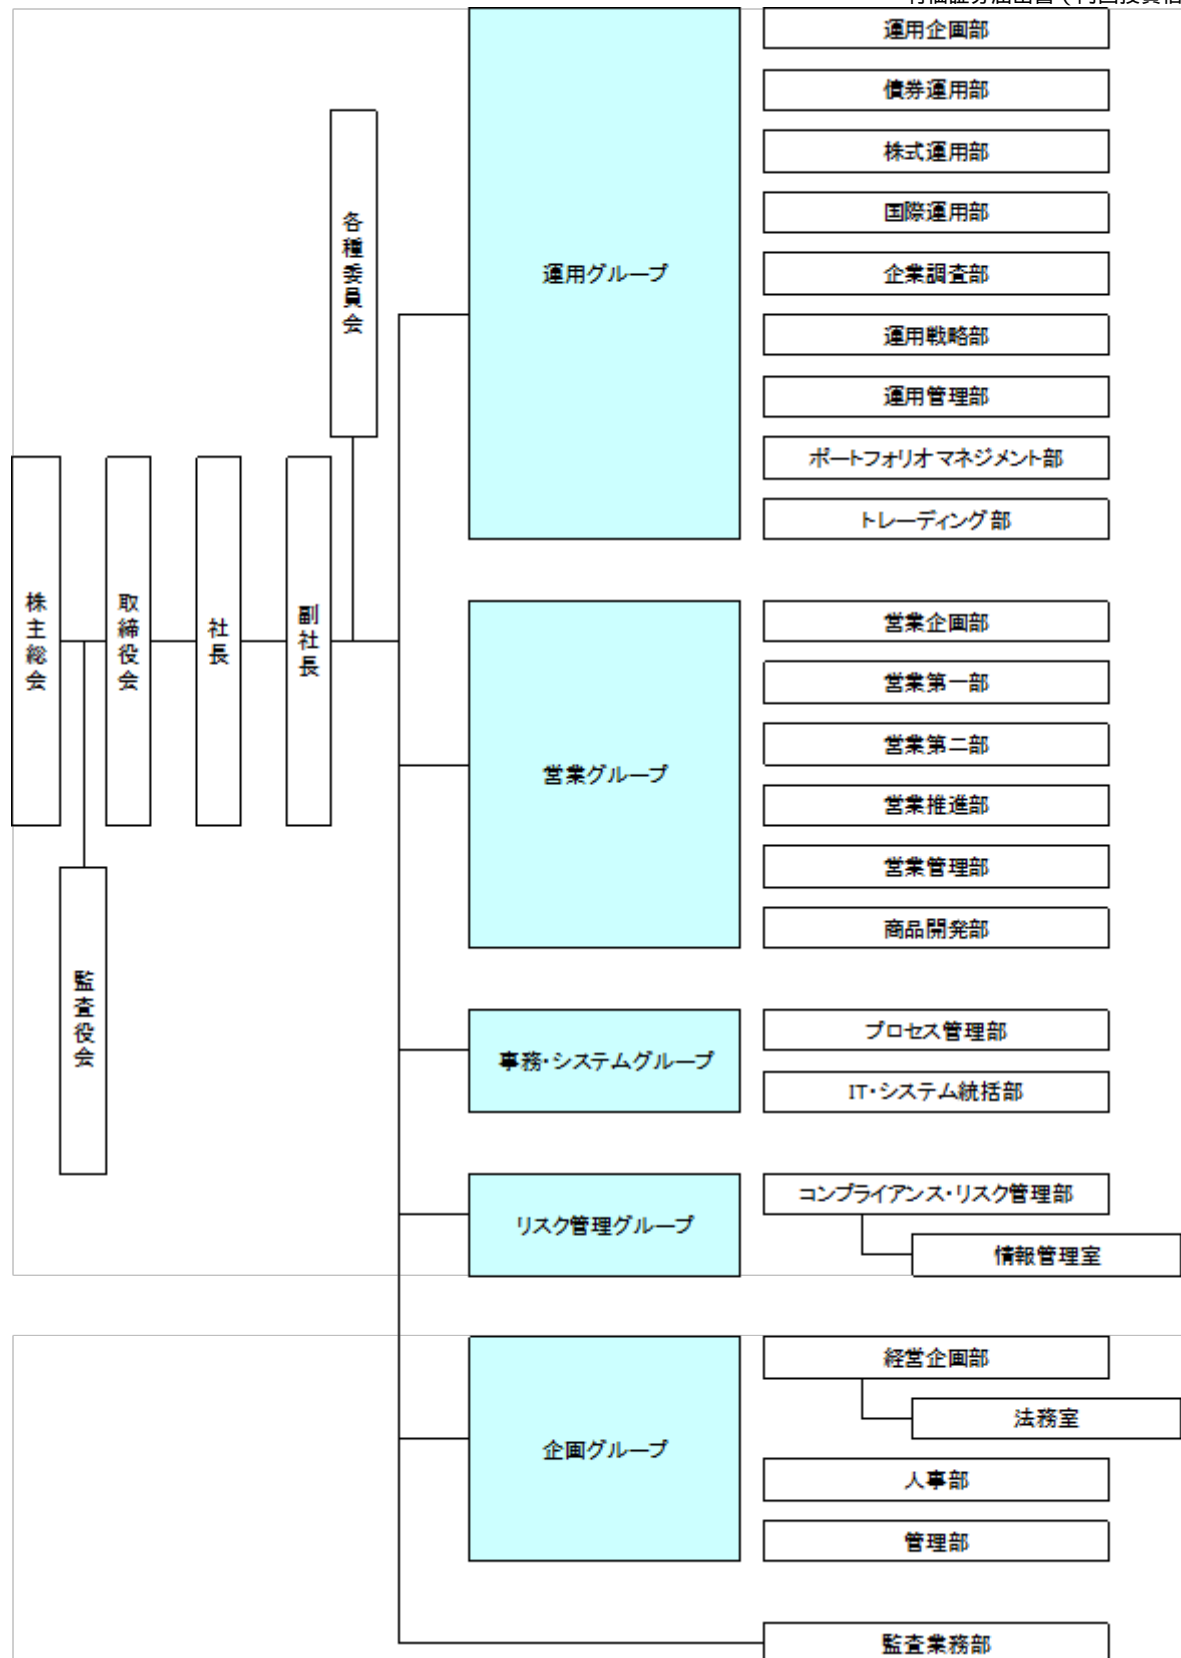 株主総会
監査役会
取締役会
社長
副社長
各種委員会
運用グループ
運用企画部
債券運用部
株式運用部
国際運用部
企業調査部
運用戦略部
運用管理部
ポートフォリオマネジメント部
トレーディング部
営業グループ
営業企画部
営業第一部
営業第二部
営業推進部
営業管理部
商品開発部
事務・システムグループ
プロセス管理部
IT・システム統括部
リスク管理グループ
コンプライアンス・リスク管理部
情報管理室
企画グループ
経営企画部
法務室
人事部
管理部
監査業務部